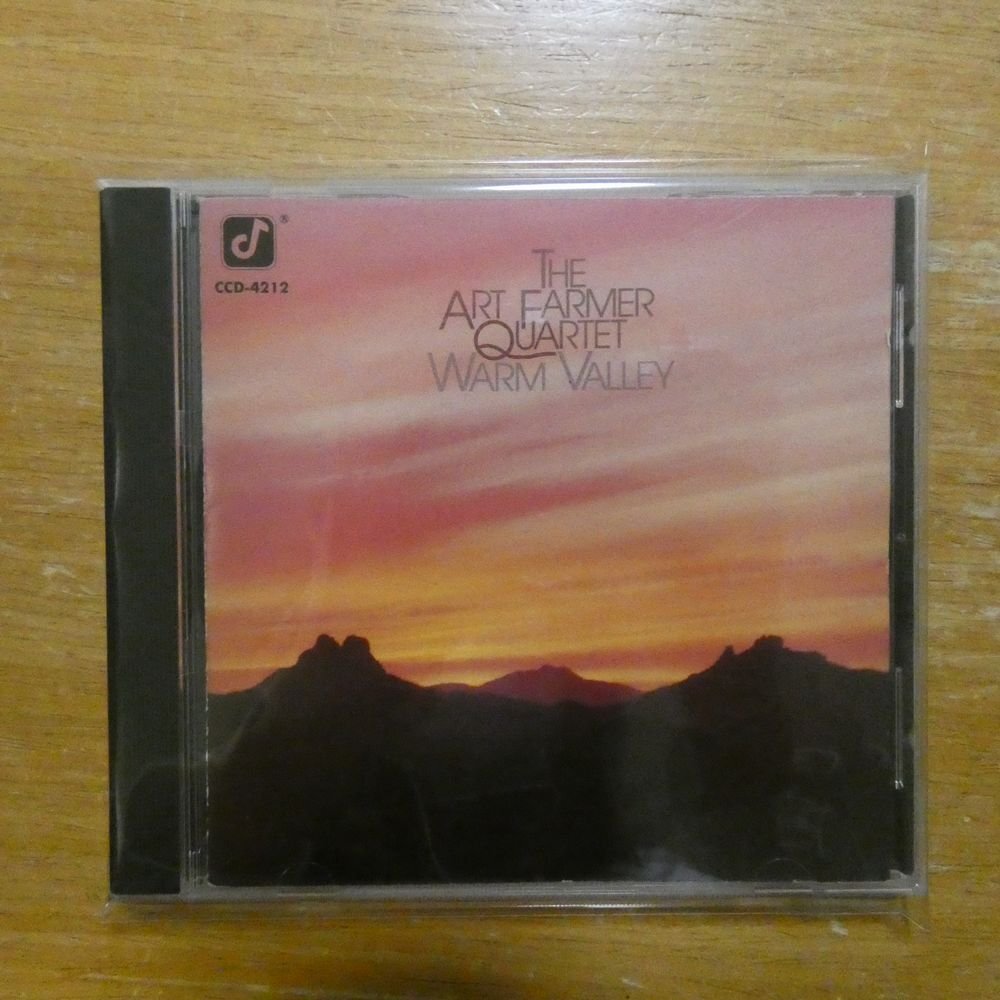 ®
CCD-4212
THE
ART FARMER
QUARTET
WARM VALLEY